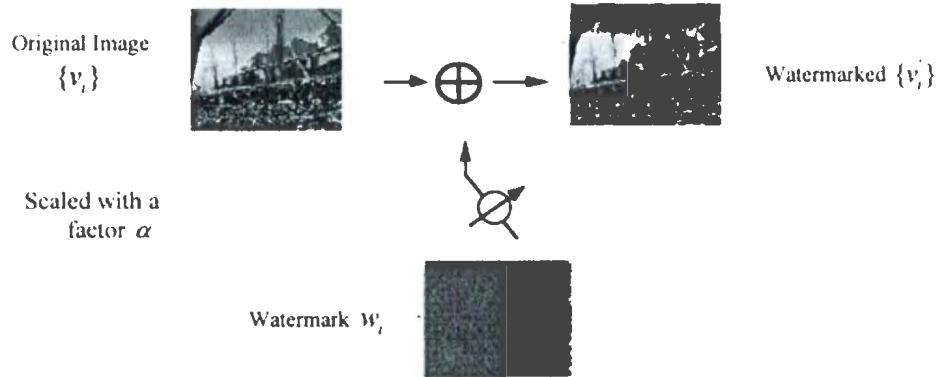 Original Image
{v_i}
Watermarked {v_i'}
Scaled with a
factor α
Watermark w_i